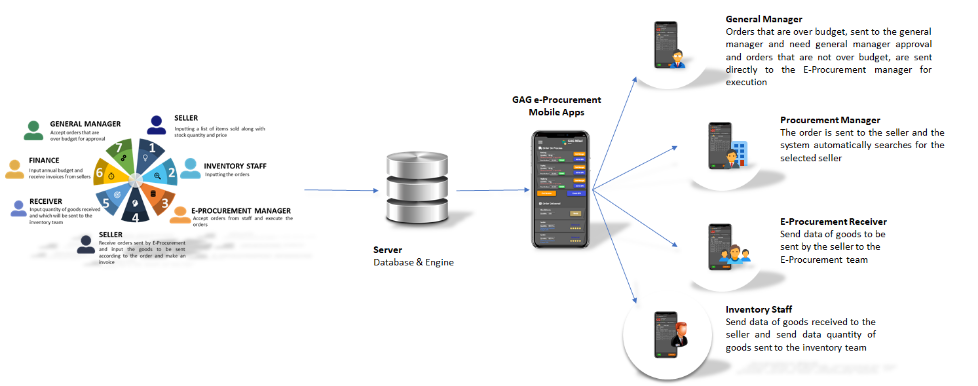 GENERAL MANAGER
Accept orders that are
over budget for approval
SELLER
Inputting a list of items sold along with
stock quantity and price
FINANCE
Input annual budget and
receive invoices from sellers
INVENTORY STAFF
Inputting the orders
RECEIVER
Input quantity of goods received
and which will be sent to the
inventory team
E-PROCUREMENT MANAGER
Accept orders from staff and execute the
orders
SELLER
Receive orders sent by E-Procurement
and input the goods to be sent
according to the order and make an
invoice
7
1
6
2
5
3
4
Server
Database & Engine
GAG e-Procurement
Mobile Apps
General Manager
Orders that are over budget, sent to the general
manager and need general manager approval
and orders that are not over budget, are sent
directly to the E-Procurement manager for
execution
Procurement Manager
The order is sent to the seller and the
system automatically searches for the
selected seller
E-Procurement Receiver
Send data of goods to be
sent by the seller to the
E-Procurement team
Inventory Staff
Send data of goods received to the
seller and send data quantity of
goods sent to the inventory team